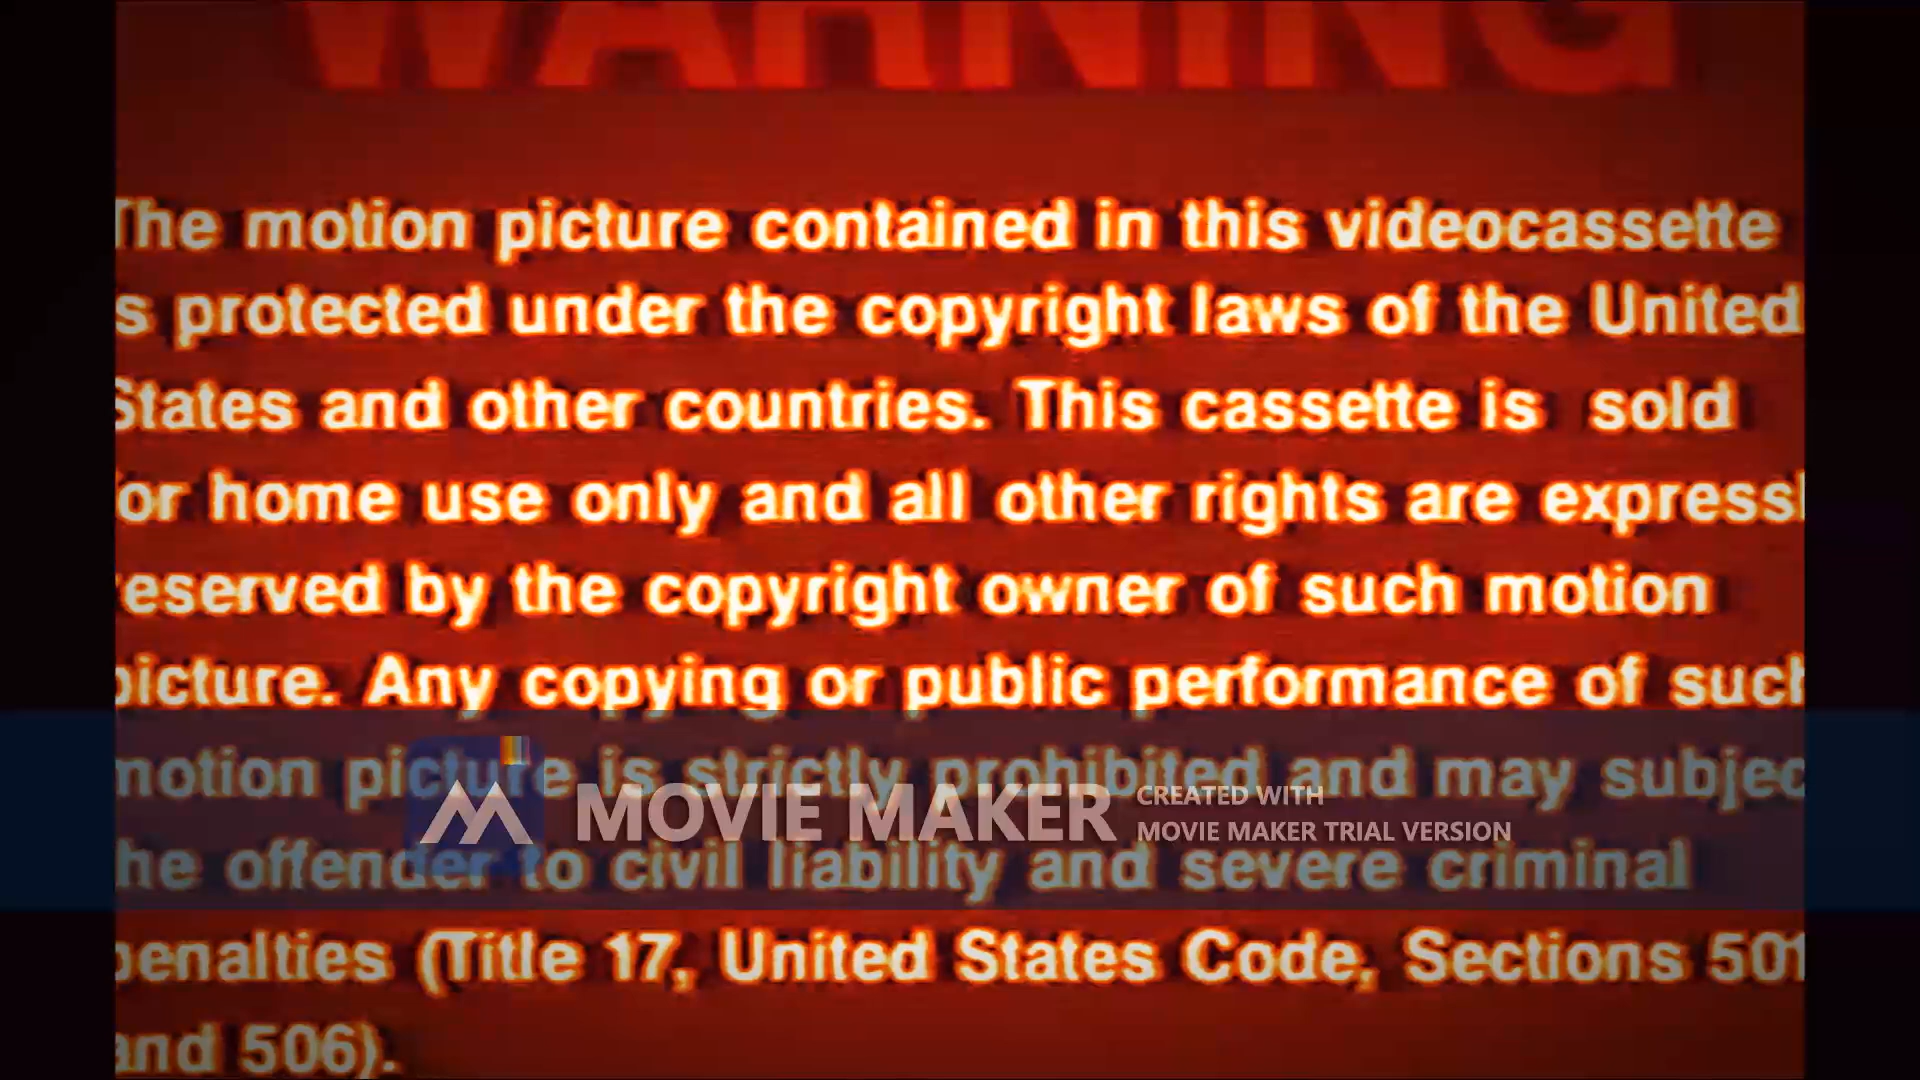 WARNING
The motion picture contained in this videocassette
s protected under the copyright laws of the United
States and other countries. This cassette is sold
or home use only and all other rights are expressl
reserved by the copyright owner of such motion
picture. Any copying or public performance of such
motion picture is strictly prohibited and may subjec
he offender to civil liability and severe criminal
MOVIE MAKER
CREATED WITH
MOVIE MAKER TRIAL VERSION
penalties (Title 17, United States Code, Sections 501
and 506).